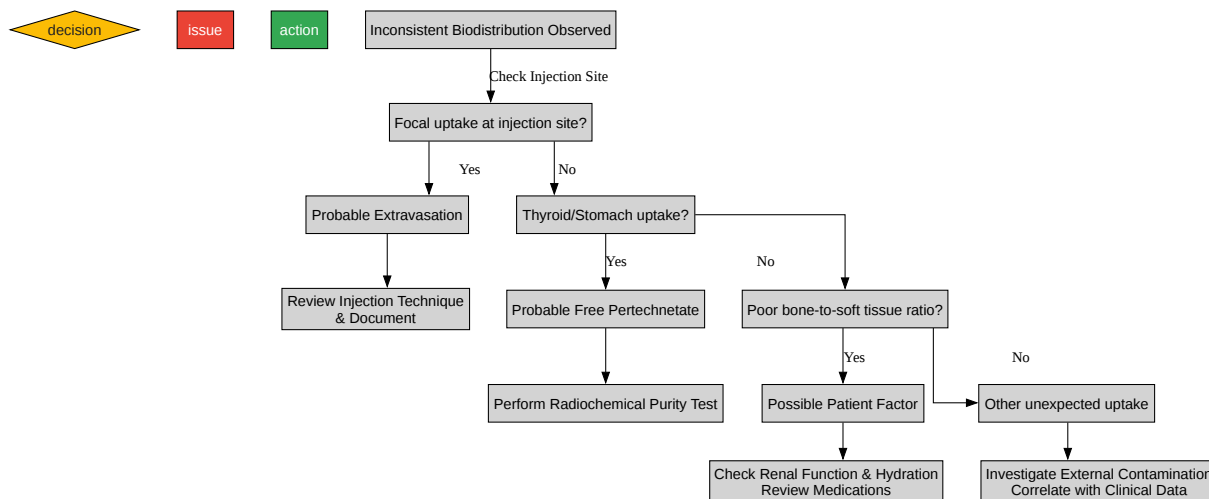 decision
issue
action
Inconsistent Biodistribution Observed
Check Injection Site
Focal uptake at injection site?
Yes
No
Probable Extravasation
Thyroid/Stomach uptake?
Yes
No
Review Injection Technique
& Document
Probable Free Pertechnetate
Poor bone-to-soft tissue ratio?
Yes
No
Perform Radiochemical Purity Test
Possible Patient Factor
Other unexpected uptake
Check Renal Function & Hydration
Review Medications
Investigate External Contamination
Correlate with Clinical Data